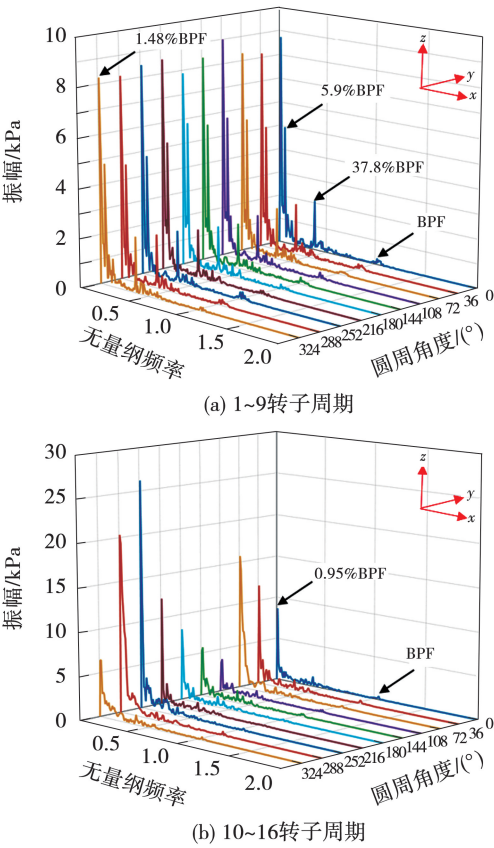 10
8
6
4
2
0
振幅/kPa
1.48%BPF
5.9%BPF
37.8%BPF
BPF
z
y
x
0.5
1.0
1.5
2.0
无量纲频率
324
288
252
216
180
144
108
72
36
0
圆周角度/(°)
(a) 1~9转子周期
30
25
20
15
10
5
0
振幅/kPa
0.95%BPF
BPF
z
y
x
0.5
1.0
1.5
2.0
无量纲频率
324
288
252
216
180
144
108
72
36
0
圆周角度/(°)
(b) 10~16转子周期